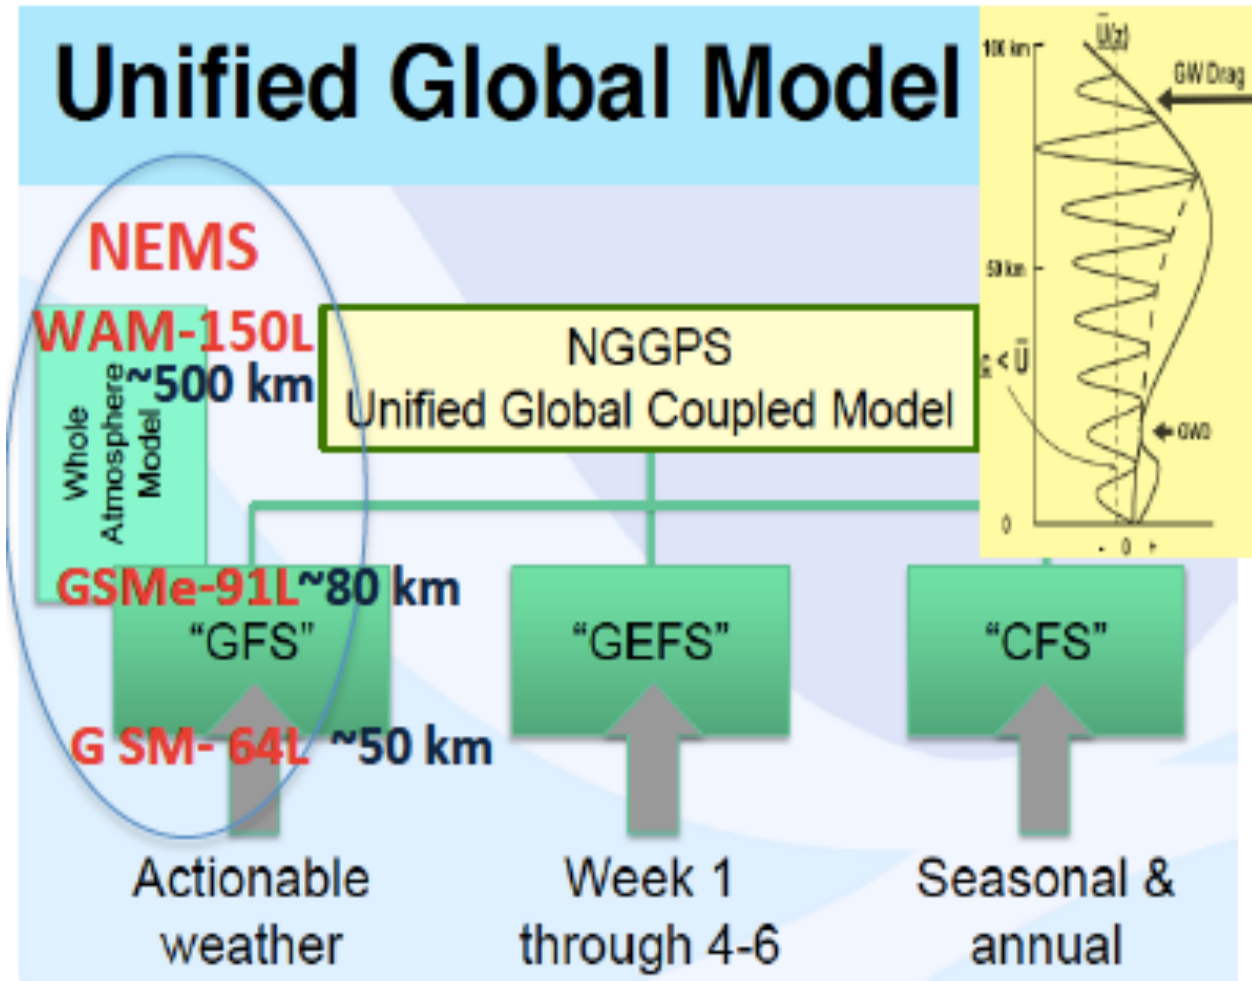 Unified Global Model
Ū(z)
100 km
GW Drag
50 km
< Ū
GWD
0
- 0 +
NEMS
WAM-150L
~500 km
Whole
Atmosphere
Model
NGGPS
Unified Global Coupled Model
GSMe-91L~80 km
"GFS"
"GEFS"
"CFS"
G SM- 64L ~50 km
Actionable
weather
Week 1
through 4-6
Seasonal &
annual